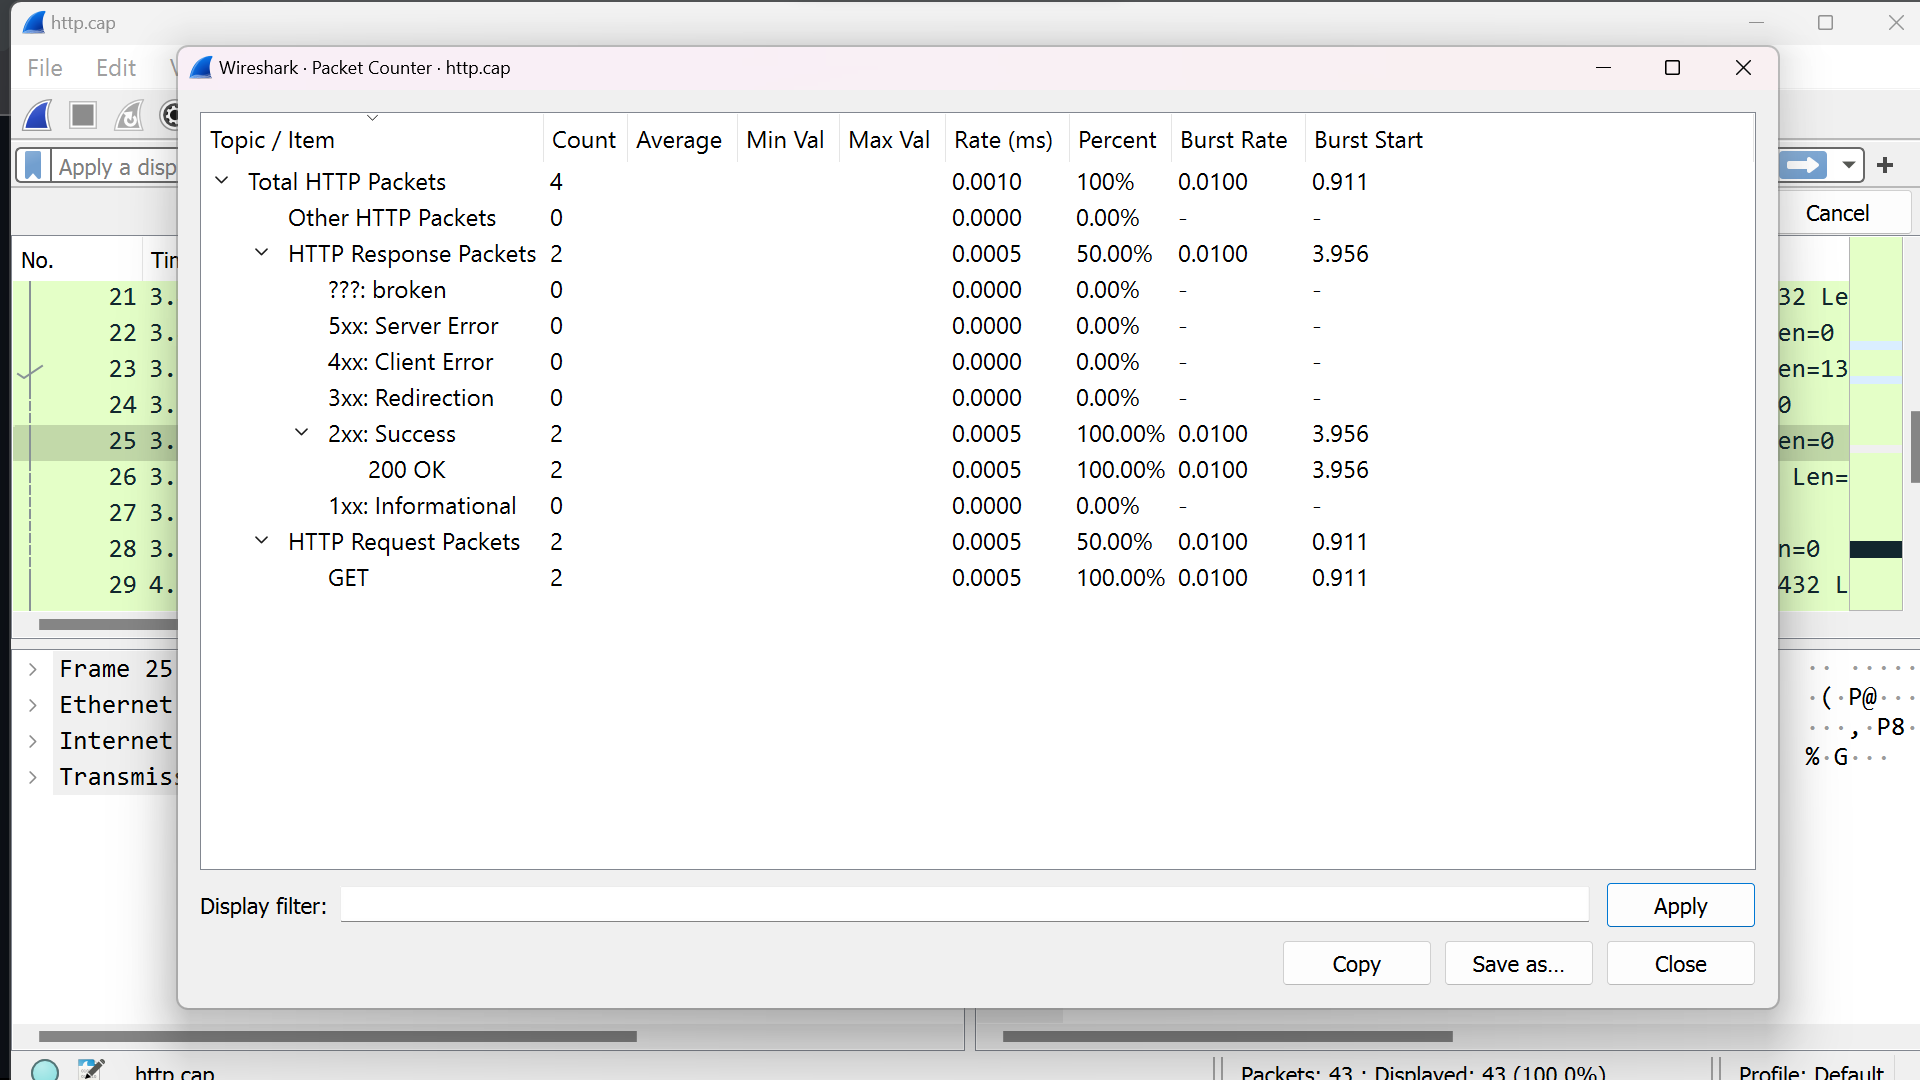 http.cap
File Edit
Wireshark · Packet Counter · http.cap
Apply a disp
Cancel
Topic / Item Count Average Min Val Max Val Rate (ms) Percent Burst Rate Burst Start
Total HTTP Packets 4 0.0010 100% 0.0100 0.911
Other HTTP Packets 0 0.0000 0.00% - -
HTTP Response Packets 2 0.0005 50.00% 0.0100 3.956
???: broken 0 0.0000 0.00% - -
5xx: Server Error 0 0.0000 0.00% - -
4xx: Client Error 0 0.0000 0.00% - -
3xx: Redirection 0 0.0000 0.00% - -
2xx: Success 2 0.0005 100.00% 0.0100 3.956
200 OK 2 0.0005 100.00% 0.0100 3.956
1xx: Informational 0 0.0000 0.00% - -
HTTP Request Packets 2 0.0005 50.00% 0.0100 0.911
GET 2 0.0005 100.00% 0.0100 0.911
Display filter:
Apply
Copy Save as... Close
No. Tin
21 3. 32 Le
22 3. en=0
23 3. en=13
24 3. 0
25 3. en=0
26 3. Len=
27 3.
28 3. n=0
29 4. 432 L
Frame 25
Ethernet
Internet
Transmis
·· ·····
·(·P@···
···,·P8·
%·G···
http.cap
Packets: 43 · Displayed: 43 (100.0%)
Profile: Default